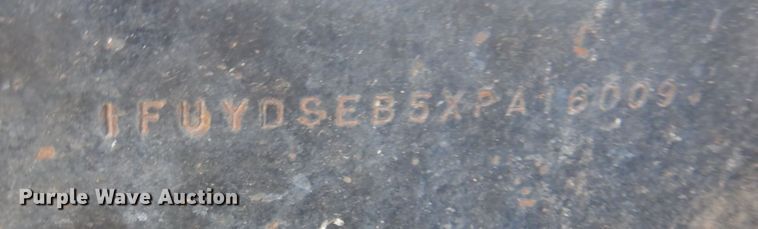 1FUYDSEB5XPA16009
Purple Wave Auction